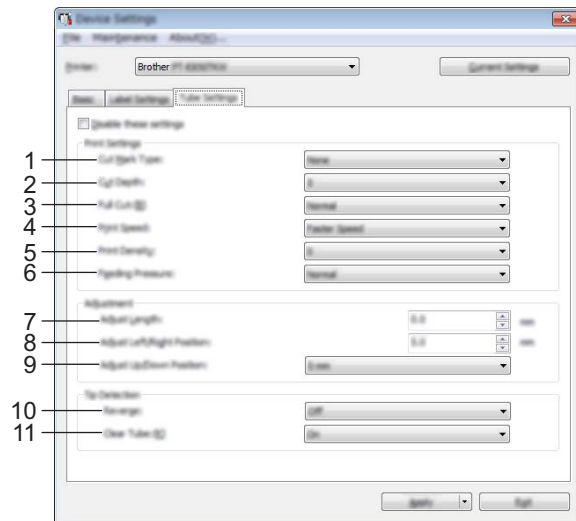 Device Settings
File Maintenance About
Printer: Brother Current Settings
Basic Label Settings Tube Settings
Disable these settings
Print Settings
1 Cut Mark Type: None
2 Cut Depth: 0
3 Full Cut Normal
4 Print Speed: Faster Speed
5 Print Density: 0
6 Feeding Pressure: Normal
Adjustment
7 Adjust Length: 0.0 mm
8 Adjust Left/Right Position: mm
9 Adjust Up/Down Position: 0 mm
Tip Detection
10 Reverse: Off
11 Clear Tube: On
Apply Exit